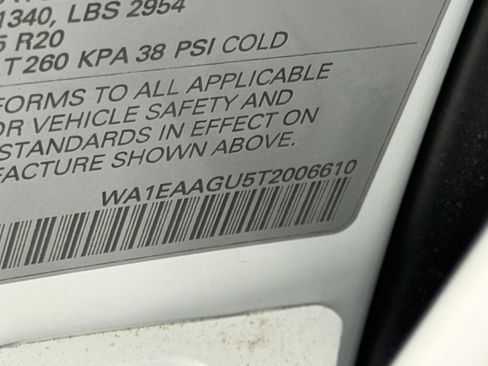 1340, LBS 2954
R20
260 KPA 38 PSI COLD
FORMS TO ALL APPLICABLE
OR VEHICLE SAFETY AND
STANDARDS IN EFFECT ON
FACTURE SHOWN ABOVE.
WA1EAAGU5T2006610